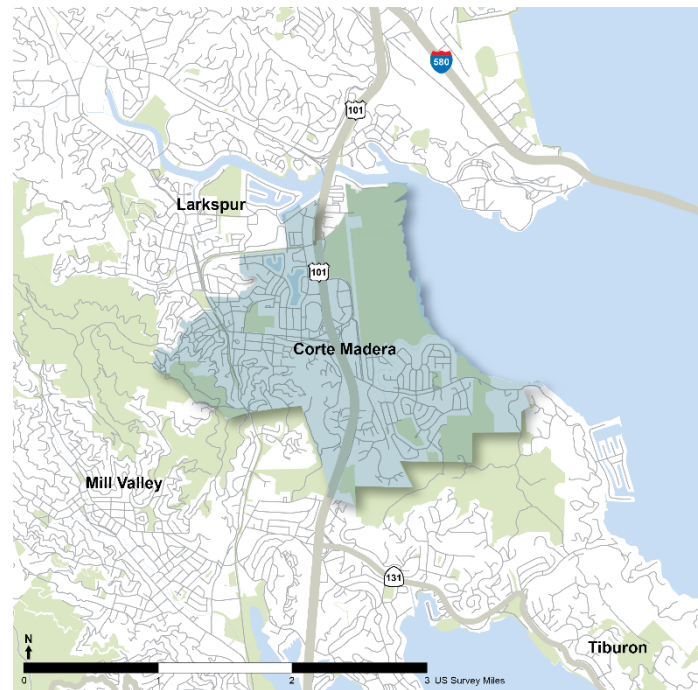 580
101
Larkspur
101
Corte Madera
Mill Valley
131
Tiburon
N
0 1 2 3 US Survey Miles